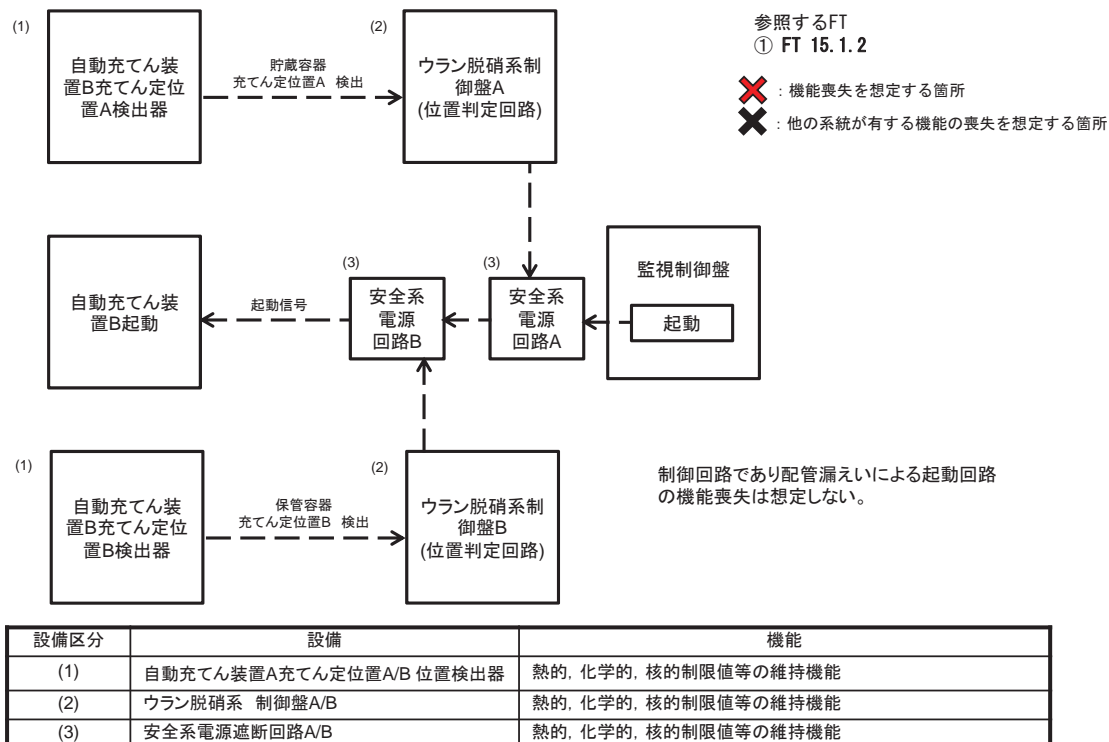 (1)
自動充てん装
置B充てん定位
置A検出器
貯蔵容器
充てん定位置A 検出
(2)
ウラン脱硝系制
御盤A
(位置判定回路)
参照するFT
① FT 15.1.2
：機能喪失を想定する箇所
：他の系統が有する機能の喪失を想定する箇所
自動充てん装
置B起動
起動信号
(3)
安全系
電源
回路B
(3)
安全系
電源
回路A
監視制御盤
起動
(1)
自動充てん装
置B充てん定位
置B検出器
保管容器
充てん定位置B 検出
(2)
ウラン脱硝系制
御盤B
(位置判定回路)
制御回路であり配管漏えいによる起動回路
の機能喪失は想定しない。
設備区分 設備 機能
(1) 自動充てん装置A充てん定位置A/B 位置検出器 熱的, 化学的, 核的制限値等の維持機能
(2) ウラン脱硝系 制御盤A/B 熱的, 化学的, 核的制限値等の維持機能
(3) 安全系電源遮断回路A/B 熱的, 化学的, 核的制限値等の維持機能